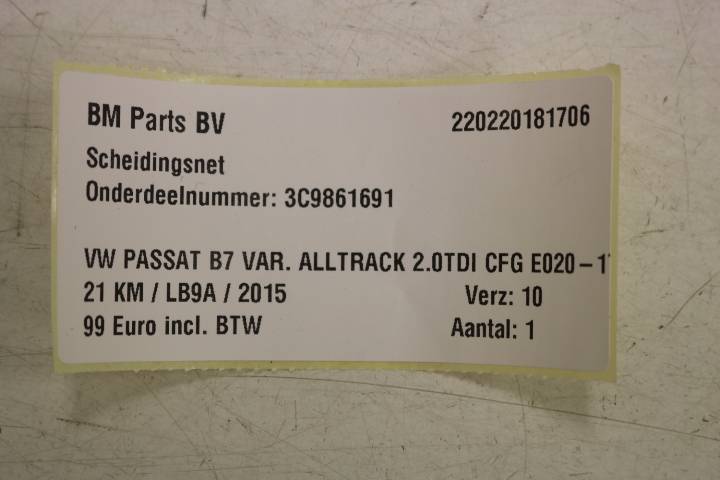 BM Parts BV 220220181706
Scheidingsnet
Onderdeelnummer: 3C9861691
VW PASSAT B7 VAR. ALLTRACK 2.0TDI CFG E020-1
21 KM / LB9A / 2015 Verz: 10
99 Euro incl. BTW Aantal: 1